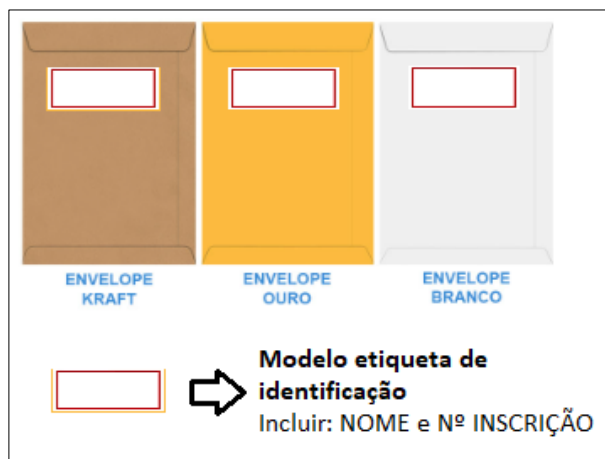 ENVELOPE
KRAFT
ENVELOPE
OURO
ENVELOPE
BRANCO
Modelo etiqueta de
identificação
Incluir: NOME e Nº INSCRIÇÃO